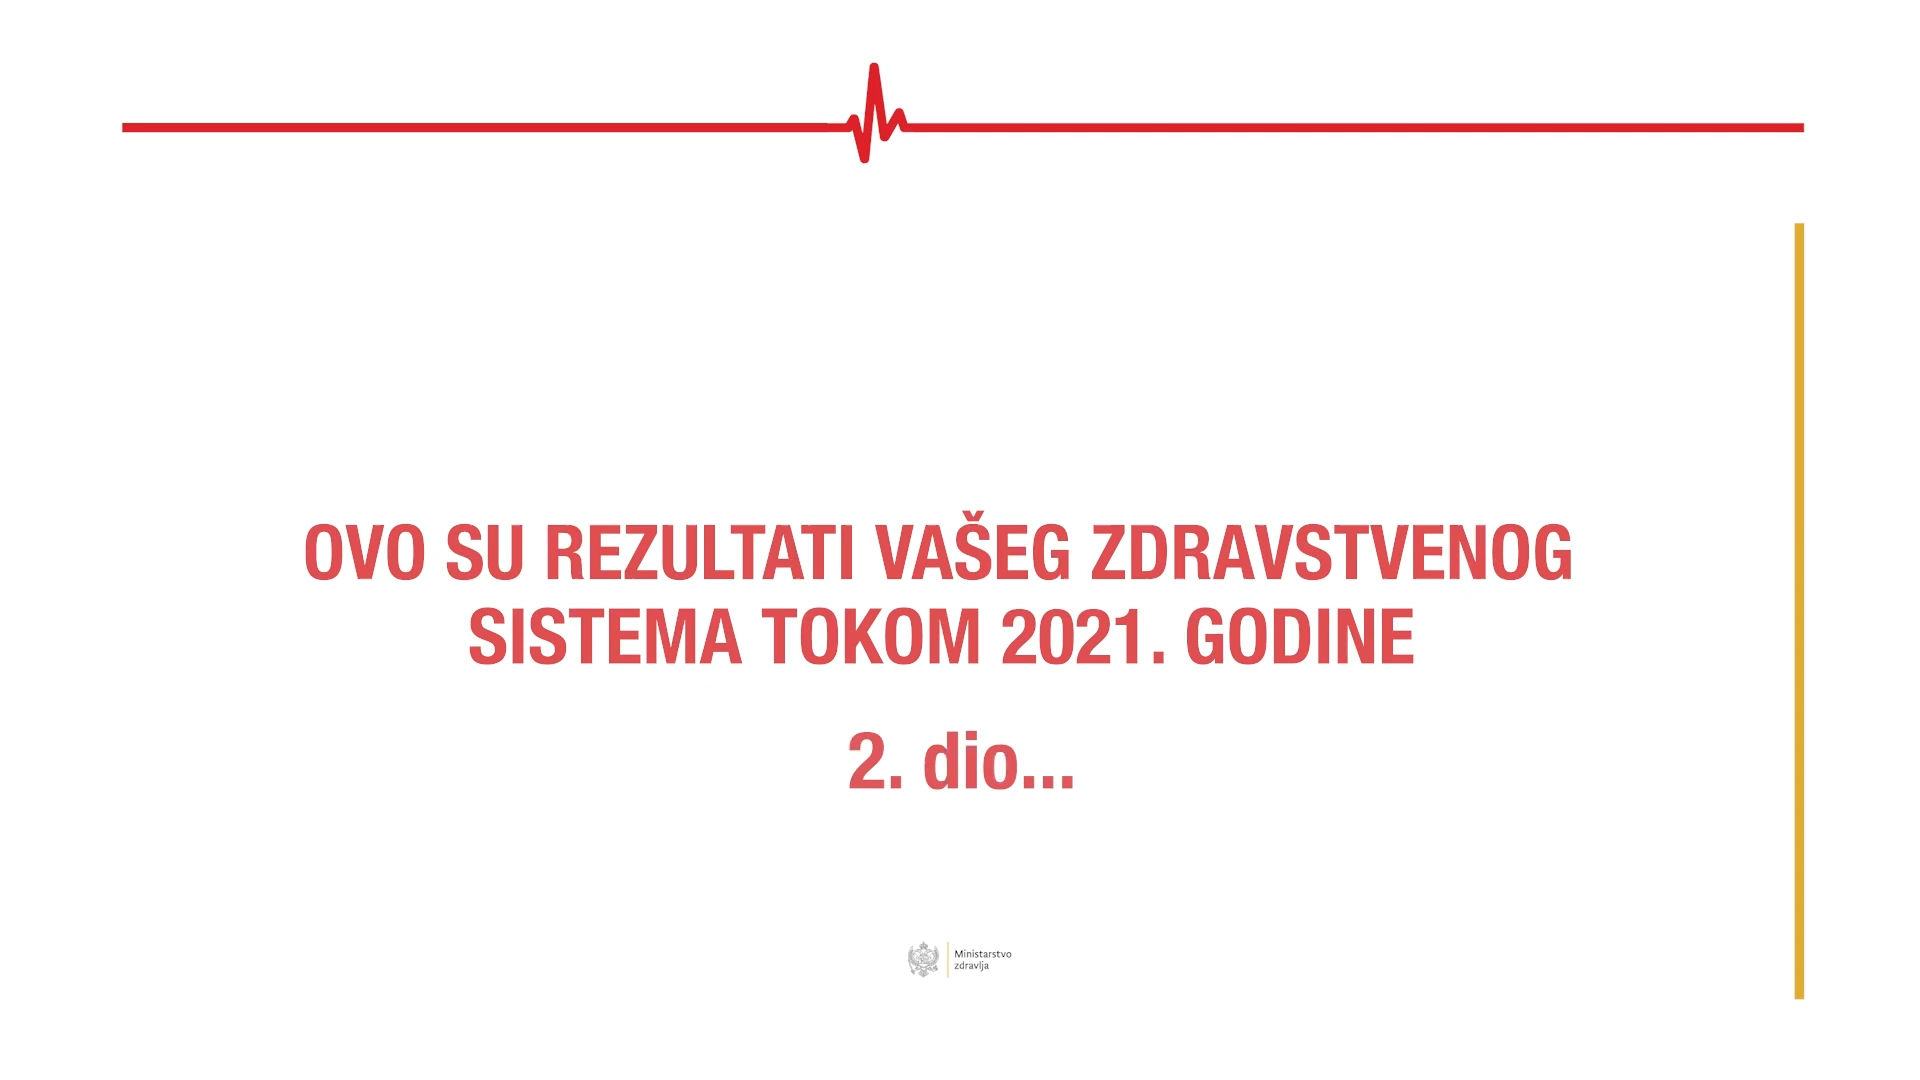 OVO SU REZULTATI VAŠEG ZDRAVSTVENOG
SISTEMA TOKOM 2021. GODINE
2. dio...
Ministarstvo
zdravlja